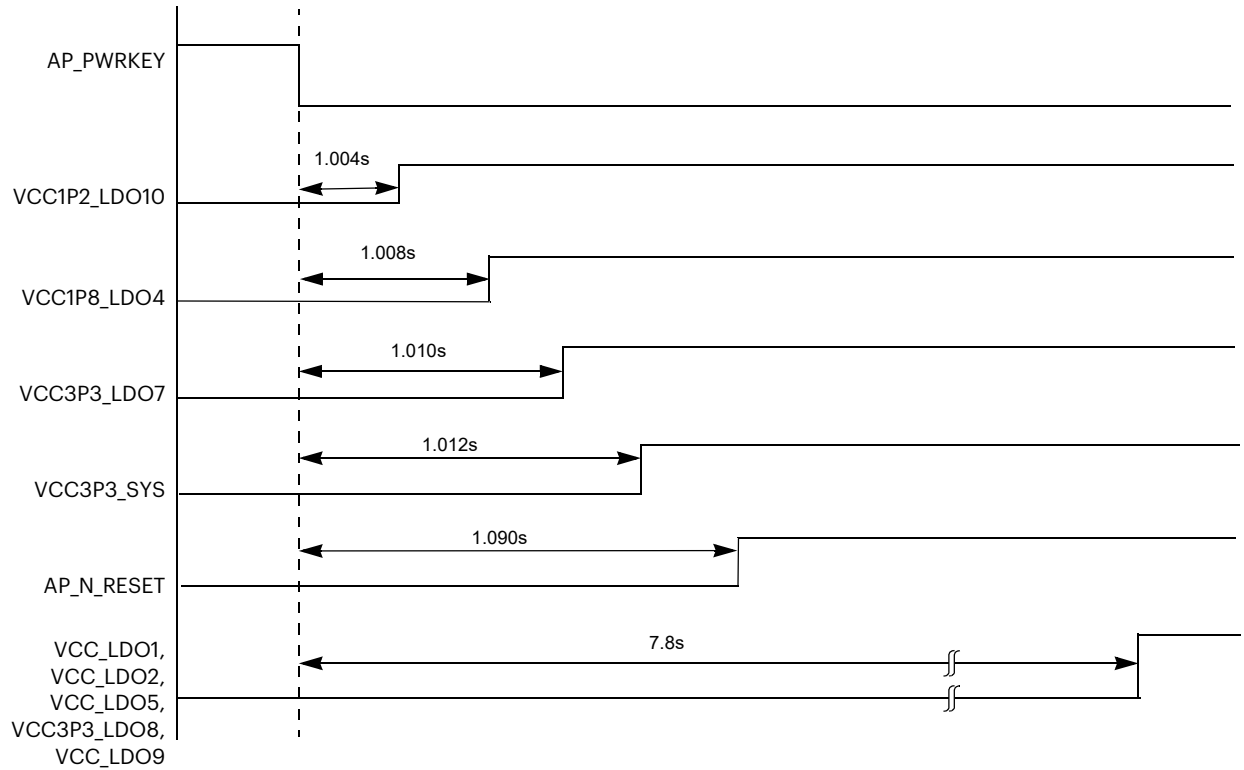 AP_PWRKEY
1.004s
VCC1P2_LDO10
1.008s
VCC1P8_LDO4
1.010s
VCC3P3_LDO7
1.012s
VCC3P3_SYS
1.090s
AP_N_RESET
7.8s
VCC_LDO1,
VCC_LDO2,
VCC_LDO5,
VCC3P3_LDO8,
VCC_LDO9